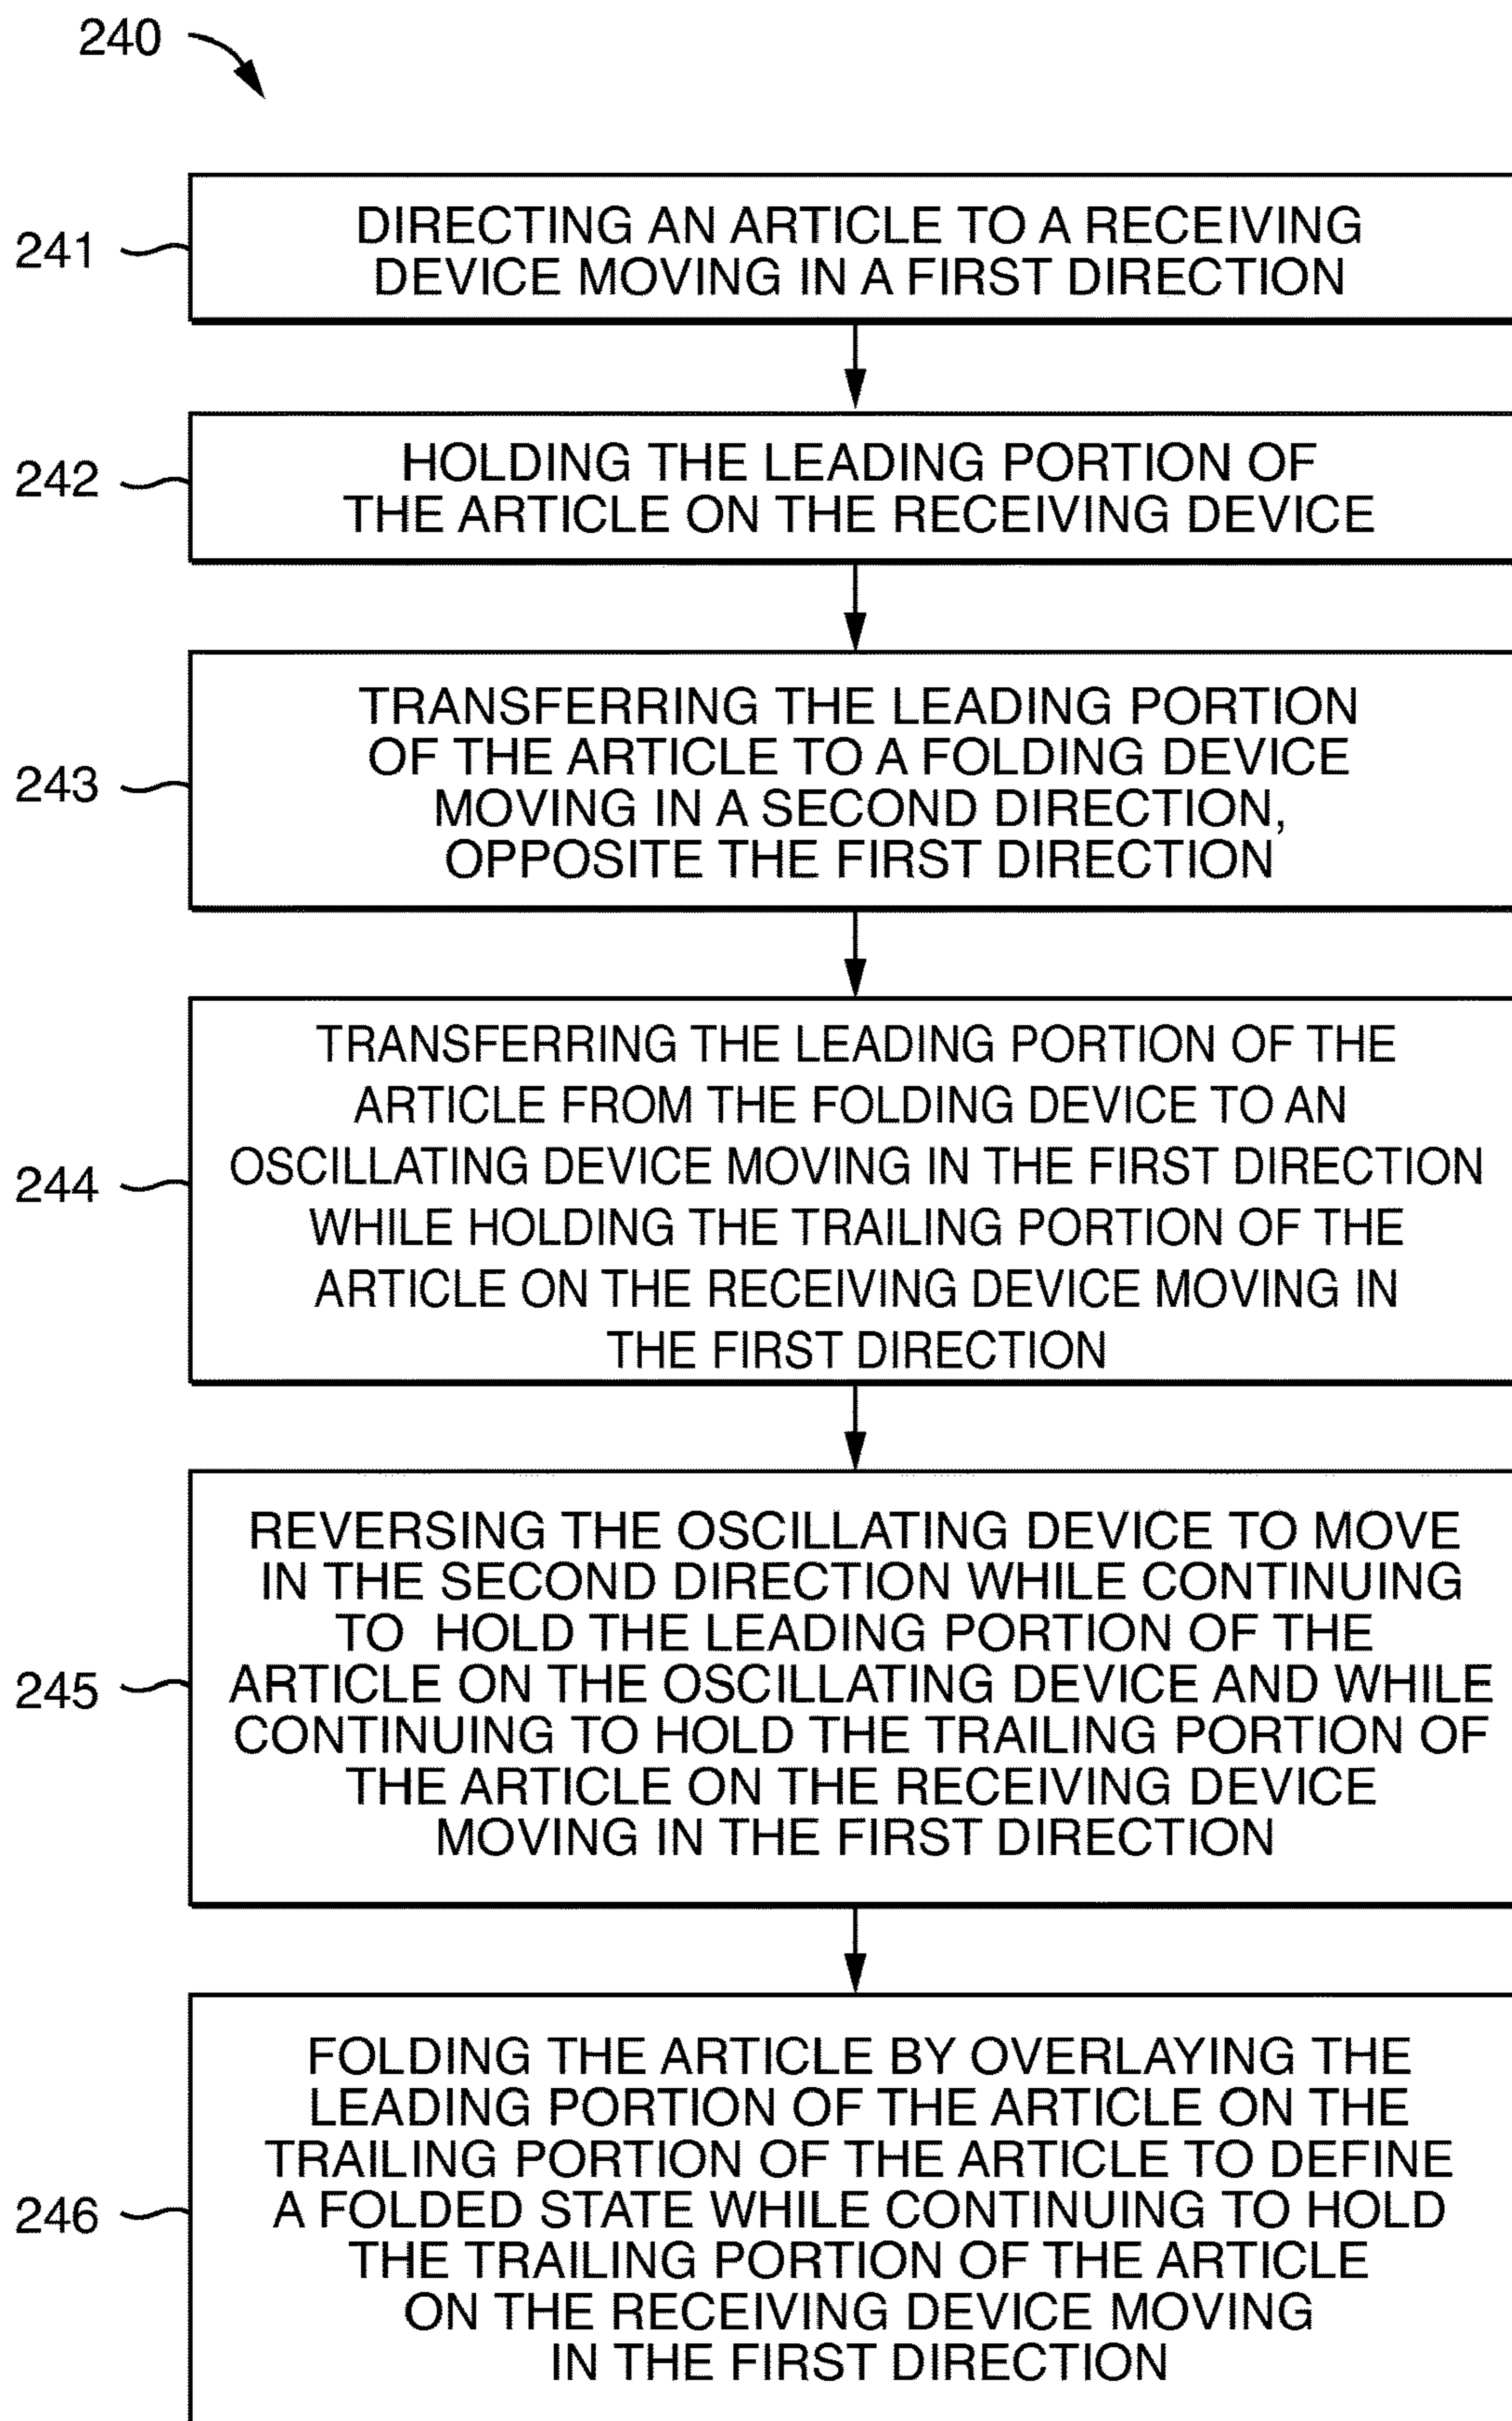 240
241
DIRECTING AN ARTICLE TO A RECEIVING
DEVICE MOVING IN A FIRST DIRECTION
242
HOLDING THE LEADING PORTION OF
THE ARTICLE ON THE RECEIVING DEVICE
243
TRANSFERRING THE LEADING PORTION
OF THE ARTICLE TO A FOLDING DEVICE
MOVING IN A SECOND DIRECTION,
OPPOSITE THE FIRST DIRECTION
244
TRANSFERRING THE LEADING PORTION OF THE
ARTICLE FROM THE FOLDING DEVICE TO AN
OSCILLATING DEVICE MOVING IN THE FIRST DIRECTION
WHILE HOLDING THE TRAILING PORTION OF THE
ARTICLE ON THE RECEIVING DEVICE MOVING IN
THE FIRST DIRECTION
245
REVERSING THE OSCILLATING DEVICE TO MOVE
IN THE SECOND DIRECTION WHILE CONTINUING
TO HOLD THE LEADING PORTION OF THE
ARTICLE ON THE OSCILLATING DEVICE AND WHILE
CONTINUING TO HOLD THE TRAILING PORTION OF
THE ARTICLE ON THE RECEIVING DEVICE
MOVING IN THE FIRST DIRECTION
246
FOLDING THE ARTICLE BY OVERLAYING THE
LEADING PORTION OF THE ARTICLE ON THE
TRAILING PORTION OF THE ARTICLE TO DEFINE
A FOLDED STATE WHILE CONTINUING TO HOLD
THE TRAILING PORTION OF THE ARTICLE
ON THE RECEIVING DEVICE MOVING
IN THE FIRST DIRECTION